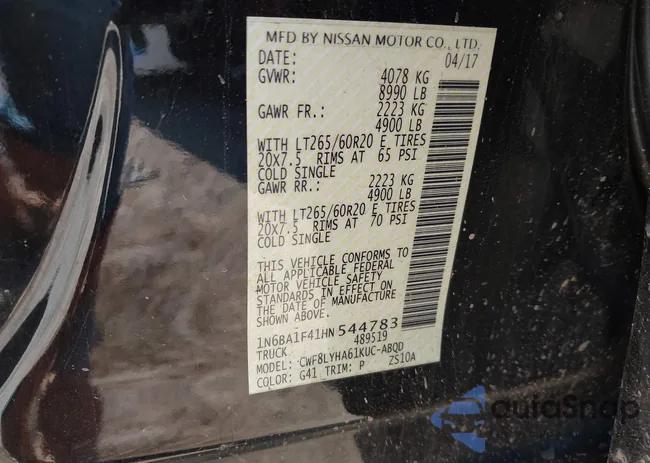 MFD BY NISSAN MOTOR CO., LTD.
DATE: 04/17
GVWR: 4078 KG
8990 LB
GAWR FR.: 2223 KG
4900 LB
WITH LT265/60R20 E TIRES
20x7.5 RIMS AT 65 PSI
COLD SINGLE
GAWR RR.: 2223 KG
4900 LB
WITH LT265/60R20 E TIRES
20x7.5 RIMS AT 70 PSI
COLD SINGLE
THIS VEHICLE CONFORMS TO
ALL APPLICABLE FEDERAL
MOTOR VEHICLE SAFETY
STANDARDS IN EFFECT ON
THE DATE OF MANUFACTURE
SHOWN ABOVE.
1N6BA1F41HN 544783
TRUCK 489519
MODEL: CWF8LYHA61KUC-ABQD
COLOR: G41 TRIM: P ZS10A
autoSnap